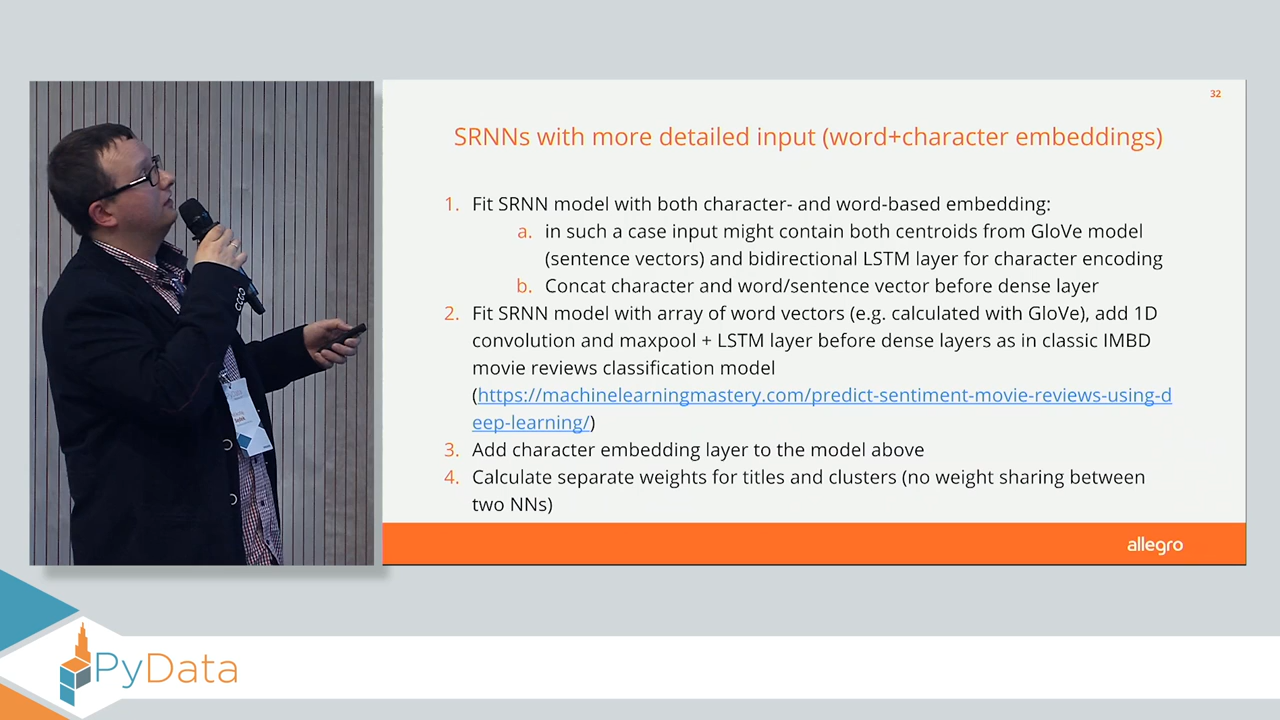 32
SRNNs with more detailed input (word+character embeddings)
1. Fit SRNN model with both character- and word-based embedding:
a. in such a case input might contain both centroids from GloVe model
(sentence vectors) and bidirectional LSTM layer for character encoding
b. Concat character and word/sentence vector before dense layer
2. Fit SRNN model with array of word vectors (e.g. calculated with GloVe), add 1D
convolution and maxpool + LSTM layer before dense layers as in classic IMBD
movie reviews classification model
(https://machinelearningmastery.com/predict-sentiment-movie-reviews-using-d
eep-learning/)
3. Add character embedding layer to the model above
4. Calculate separate weights for titles and clusters (no weight sharing between
two NNs)
allegro
PyData